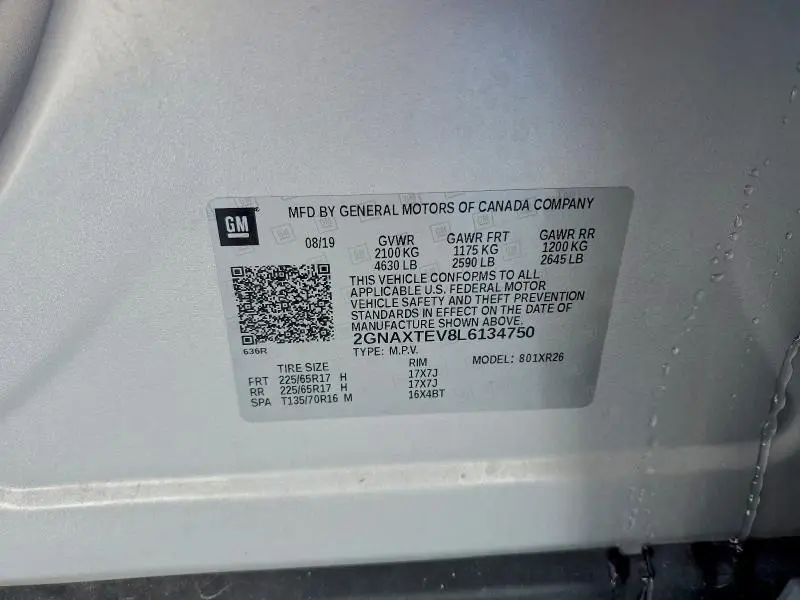 GM
MFD BY GENERAL MOTORS OF CANADA COMPANY
08/19 GVWR GAWR FRT GAWR RR
2100 KG 1175 KG 1200 KG
4630 LB 2590 LB 2645 LB
THIS VEHICLE CONFORMS TO ALL
APPLICABLE U.S. FEDERAL MOTOR
VEHICLE SAFETY AND THEFT PREVENTION
STANDARDS IN EFFECT ON THE DATE OF
MANUFACTURE SHOWN ABOVE.
2GNAXTEV8L6134750
636R
TYPE: M.P.V. MODEL: 801XR26
TIRE SIZE RIM
FRT 225/65R17 H 17X7J
RR 225/65R17 H 17X7J
SPA T135/70R16 M 16X4BT